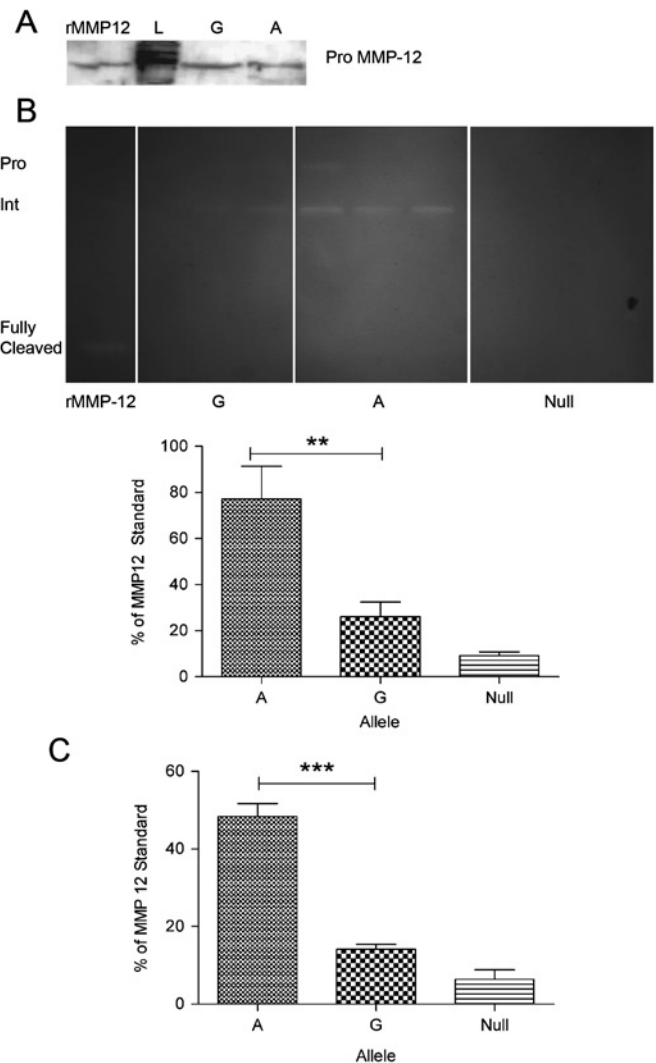 A
rMMP12 L G A
Pro MMP-12
B
Pro
Int
Fully
Cleaved
rMMP-12 G A Null
**
% of MMP12 Standard
100
80
60
40
20
0
A G Null
Allele
C
***
% of MMP 12 Standard
60
40
20
0
A G Null
Allele